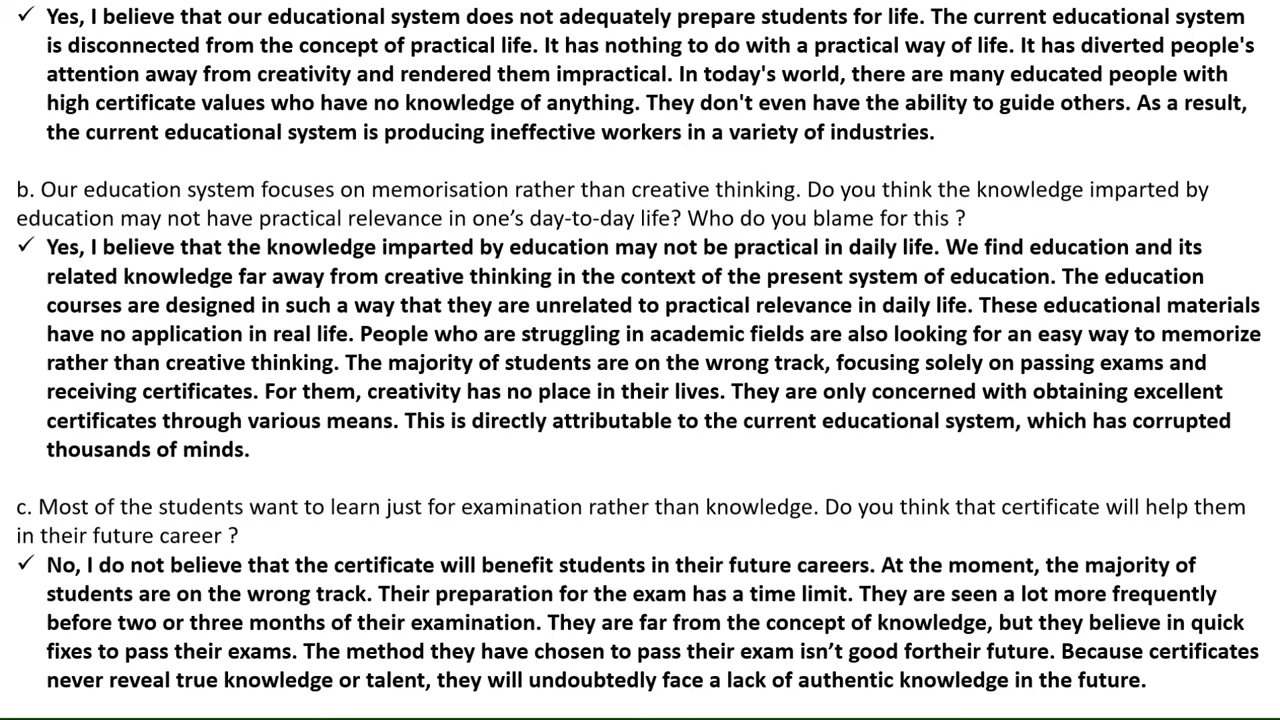 ✓ Yes, I believe that our educational system does not adequately prepare students for life. The current educational system
is disconnected from the concept of practical life. It has nothing to do with a practical way of life. It has diverted people's
attention away from creativity and rendered them impractical. In today's world, there are many educated people with
high certificate values who have no knowledge of anything. They don't even have the ability to guide others. As a result,
the current educational system is producing ineffective workers in a variety of industries.
b. Our education system focuses on memorisation rather than creative thinking. Do you think the knowledge imparted by
education may not have practical relevance in one’s day-to-day life? Who do you blame for this ?
✓ Yes, I believe that the knowledge imparted by education may not be practical in daily life. We find education and its
related knowledge far away from creative thinking in the context of the present system of education. The education
courses are designed in such a way that they are unrelated to practical relevance in daily life. These educational materials
have no application in real life. People who are struggling in academic fields are also looking for an easy way to memorize
rather than creative thinking. The majority of students are on the wrong track, focusing solely on passing exams and
receiving certificates. For them, creativity has no place in their lives. They are only concerned with obtaining excellent
certificates through various means. This is directly attributable to the current educational system, which has corrupted
thousands of minds.
c. Most of the students want to learn just for examination rather than knowledge. Do you think that certificate will help them
in their future career ?
✓ No, I do not believe that the certificate will benefit students in their future careers. At the moment, the majority of
students are on the wrong track. Their preparation for the exam has a time limit. They are seen a lot more frequently
before two or three months of their examination. They are far from the concept of knowledge, but they believe in quick
fixes to pass their exams. The method they have chosen to pass their exam isn’t good fortheir future. Because certificates
never reveal true knowledge or talent, they will undoubtedly face a lack of authentic knowledge in the future.